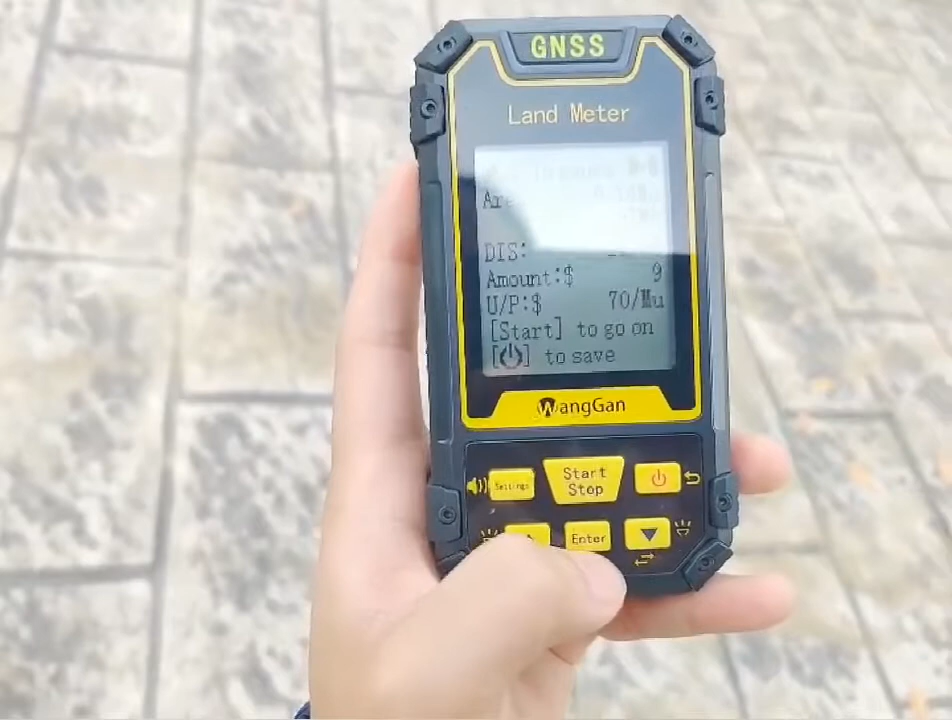 GNSS
Land Meter
DIS:
Amount:$ 9
U/P:$ 70/Mu
[Start] to go on
[⏻] to save
WangGan
Settings
Start
Stop
Enter